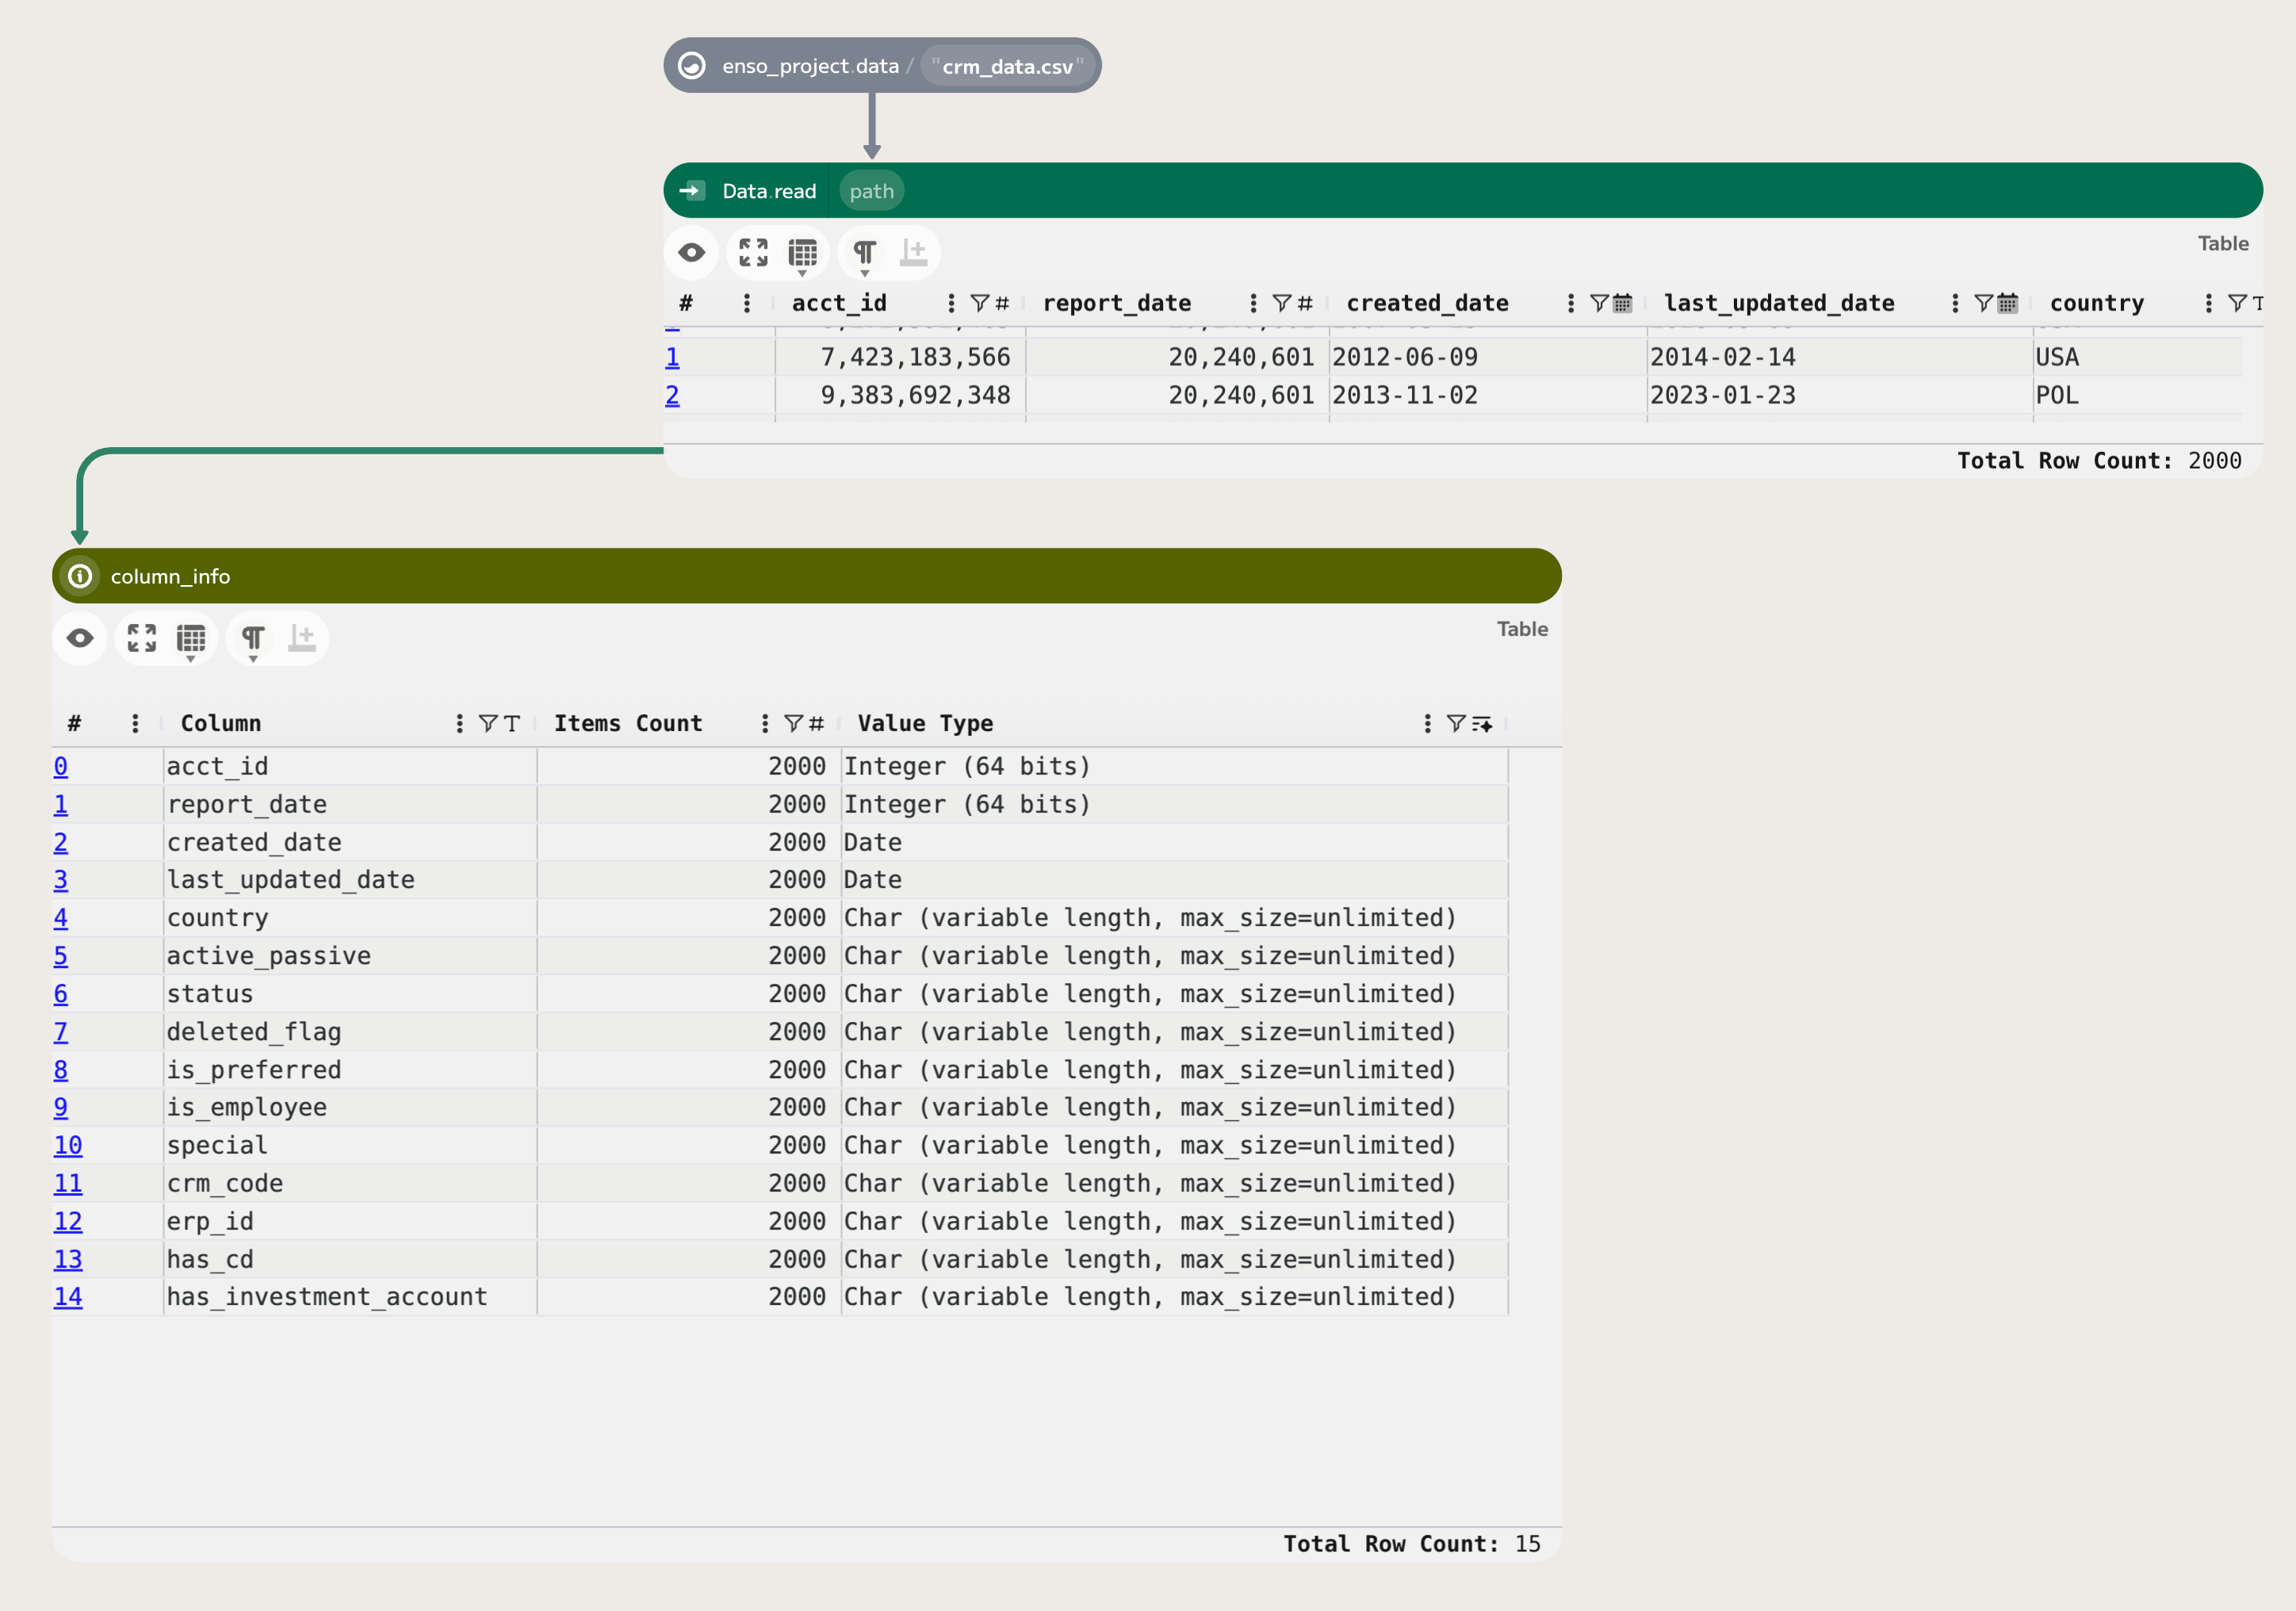 enso_project.data / "crm_data.csv"
Data.read path
Table
# acct_id # report_date # created_date last_updated_date country T
1 7,423,183,566 20,240,601 2012-06-09 2014-02-14 USA
2 9,383,692,348 20,240,601 2013-11-02 2023-01-23 POL
Total Row Count: 2000
column_info
Table
# Column T Items Count # Value Type
0 acct_id 2000 Integer (64 bits)
1 report_date 2000 Integer (64 bits)
2 created_date 2000 Date
3 last_updated_date 2000 Date
4 country 2000 Char (variable length, max_size=unlimited)
5 active_passive 2000 Char (variable length, max_size=unlimited)
6 status 2000 Char (variable length, max_size=unlimited)
7 deleted_flag 2000 Char (variable length, max_size=unlimited)
8 is_preferred 2000 Char (variable length, max_size=unlimited)
9 is_employee 2000 Char (variable length, max_size=unlimited)
10 special 2000 Char (variable length, max_size=unlimited)
11 crm_code 2000 Char (variable length, max_size=unlimited)
12 erp_id 2000 Char (variable length, max_size=unlimited)
13 has_cd 2000 Char (variable length, max_size=unlimited)
14 has_investment_account 2000 Char (variable length, max_size=unlimited)
Total Row Count: 15